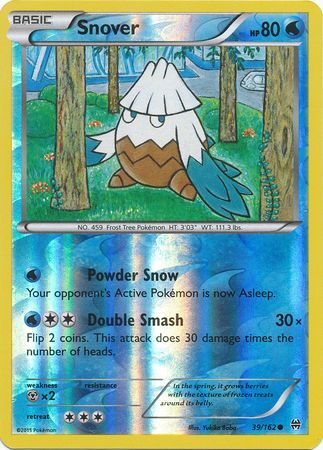 BASIC
Snover HP 80
NO. 459 Frost Tree Pokémon HT: 3'03" WT: 111.3 lbs.
Powder Snow
Your opponent's Active Pokémon is now Asleep.
Double Smash 30×
Flip 2 coins. This attack does 30 damage times
the number of heads.
weakness resistance
×2
retreat
In the spring, it grows berries
with the texture of frozen treats
around its belly.
©2015 Pokémon Illus. Yukiko Baba 39/162